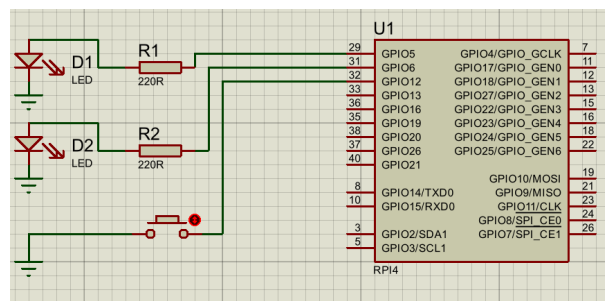 U1
D1
LED
R1
220R
D2
LED
R2
220R
29 GPIO5 GPIO4/GPIO_GCLK 7
31 GPIO6 GPIO17/GPIO_GEN0 11
32 GPIO12 GPIO18/GPIO_GEN1 12
33 GPIO13 GPIO27/GPIO_GEN2 13
36 GPIO16 GPIO22/GPIO_GEN3 15
35 GPIO19 GPIO23/GPIO_GEN4 16
38 GPIO20 GPIO24/GPIO_GEN5 18
37 GPIO26 GPIO25/GPIO_GEN6 22
40 GPIO21
GPIO10/MOSI 19
8 GPIO14/TXD0 GPIO9/MISO 21
10 GPIO15/RXD0 GPIO11/CLK 23
GPIO8/SPI_CE0 24
3 GPIO2/SDA1 GPIO7/SPI_CE1 26
5 GPIO3/SCL1
RPI4